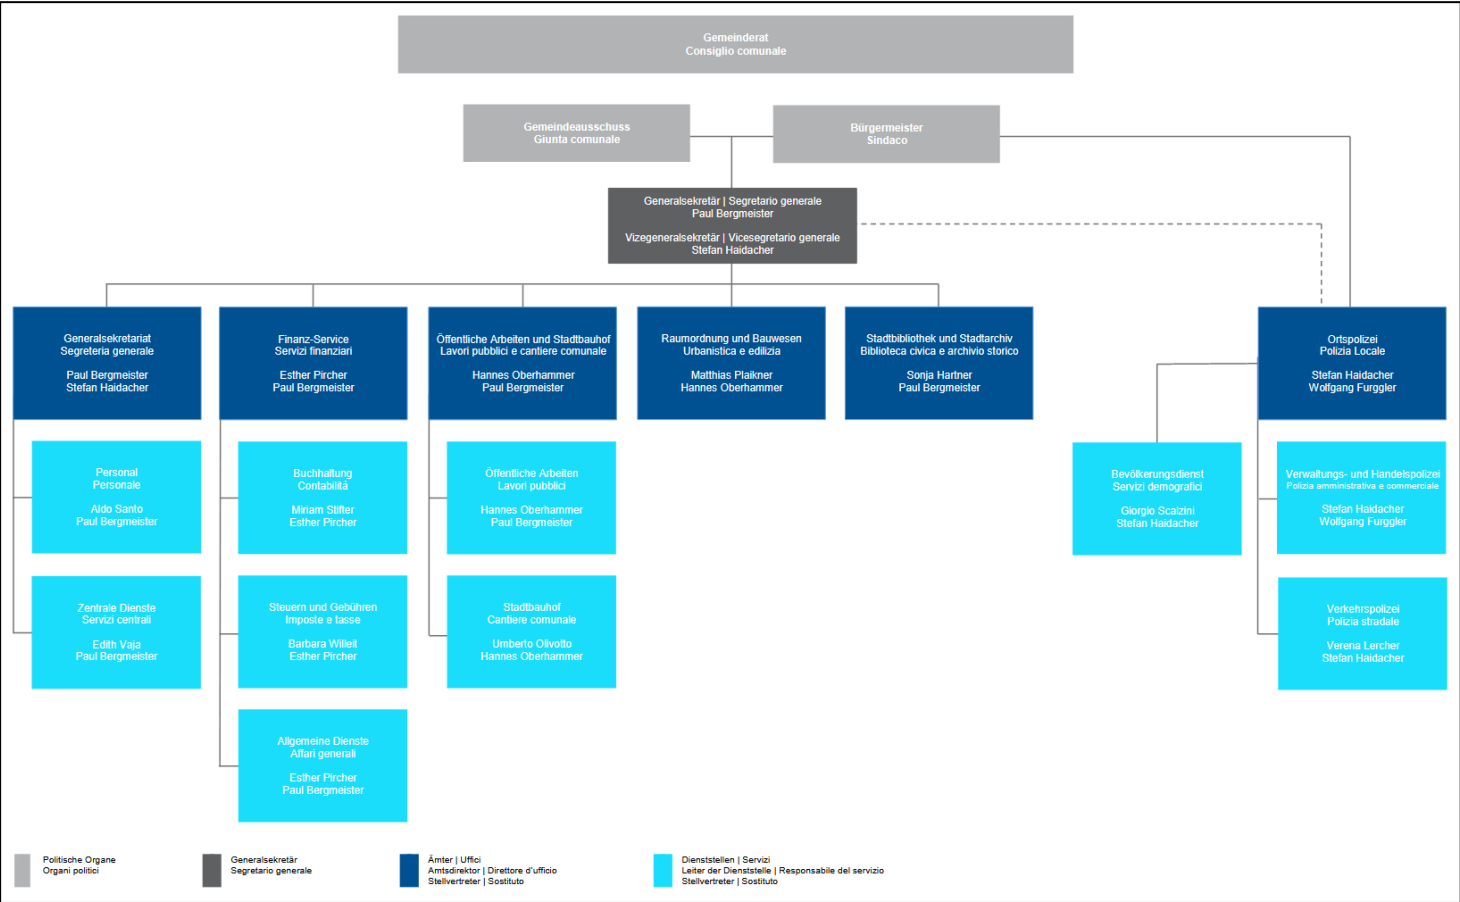 Gemeinderat
Consiglio comunale
Gemeindeausschuss
Giunta comunale
Bürgermeister
Sindaco
Generalsekretär | Segretario generale
Paul Bergmeister
Vizegeneralsekretär | Vicesegretario generale
Stefan Haidacher
Generalsekretariat
Segreteria generale
Paul Bergmeister
Stefan Haidacher
Finanz-Service
Servizi finanziari
Esther Pircher
Paul Bergmeister
Öffentliche Arbeiten und Stadtbauhof
Lavori pubblici e cantiere comunale
Hannes Oberhammer
Paul Bergmeister
Raumordnung und Bauwesen
Urbanistica e edilizia
Matthias Plaikner
Hannes Oberhammer
Stadtbibliothek und Stadtarchiv
Biblioteca civica e archivio storico
Sonja Hartner
Paul Bergmeister
Ortspolizei
Polizia Locale
Stefan Haidacher
Wolfgang Furggler
Personal
Personale
Aldo Santo
Paul Bergmeister
Buchhaltung
Contabilitá
Miriam Stifter
Esther Pircher
Öffentliche Arbeiten
Lavori pubblici
Hannes Oberhammer
Paul Bergmeister
Bevölkerungsdienst
Servizi demografici
Giorgio Scalzini
Stefan Haidacher
Verwaltungs- und Handelspolizei
Polizia amministrativa e commerciale
Stefan Haidacher
Wolfgang Furggler
Zentrale Dienste
Servizi centrali
Edith Vaja
Paul Bergmeister
Steuern und Gebühren
Imposte e tasse
Barbara Willeit
Esther Pircher
Stadtbauhof
Cantiere comunale
Umberto Olivotto
Hannes Oberhammer
Verkehrspolizei
Polizia stradale
Verena Lercher
Stefan Haidacher
Allgemeine Dienste
Affari generali
Esther Pircher
Paul Bergmeister
Politische Organe
Organi politici
Generalsekretär
Segretario generale
Ämter | Uffici
Amtsdirektor | Direttore d'ufficio
Stellvertreter | Sostituto
Dienststellen | Servizi
Leiter der Dienststelle | Responsabile del servizio
Stellvertreter | Sostituto